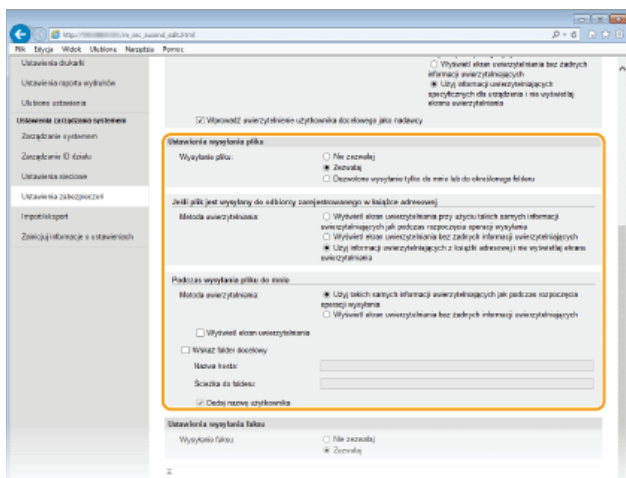 Plik Edycja Widok Ulubione Narzędzia Pomoc
Ustawienia drukarki
Ustawienia raportu wydruków
Ulubione ustawienia
Ustawienia zarządzania systemem
Zarządzanie systemem
Zarządzanie ID działu
Ustawienia sieciowe
Ustawienia zabezpieczeń
Import/eksport
Zainicjuj informacje o ustawieniach
Wyświetl ekran uwierzytelniania bez żadnych
informacji uwierzytelniających
Użyj informacji uwierzytelniających
specyficznych dla urządzenia i nie wyświetlaj
ekranu uwierzytelniania
Wprowadź uwierzytelnienie użytkownika docelowego jako nadawcy
Ustawienia wysyłania pliku
Wysyłanie pliku:
Nie zezwalaj
Zezwalaj
Dozwolone wysyłanie tylko do mnie lub do określonego folderu
Jeśli plik jest wysyłany do odbiorcy zarejestrowanego w książce adresowej
Metoda uwierzytelniania:
Wyświetl ekran uwierzytelniania przy użyciu takich samych informacji
uwierzytelniających jak podczas rozpoczęcia operacji wysyłania
Wyświetl ekran uwierzytelniania bez żadnych informacji uwierzytelniających
Użyj informacji uwierzytelniających z książki adresowej i nie wyświetlaj ekranu
uwierzytelniania
Podczas wysyłania pliku do mnie
Metoda uwierzytelniania:
Użyj takich samych informacji uwierzytelniających jak podczas rozpoczęcia
operacji wysyłania
Wyświetl ekran uwierzytelniania bez żadnych informacji uwierzytelniających
Wyświetl ekran uwierzytelniania
Wskaż folder docelowy
Nazwa hosta:
Ścieżka do folderu:
Dodaj nazwę użytkownika
Ustawienia wysyłania faksu
Wysyłanie faksu:
Nie zezwalaj
Zezwalaj